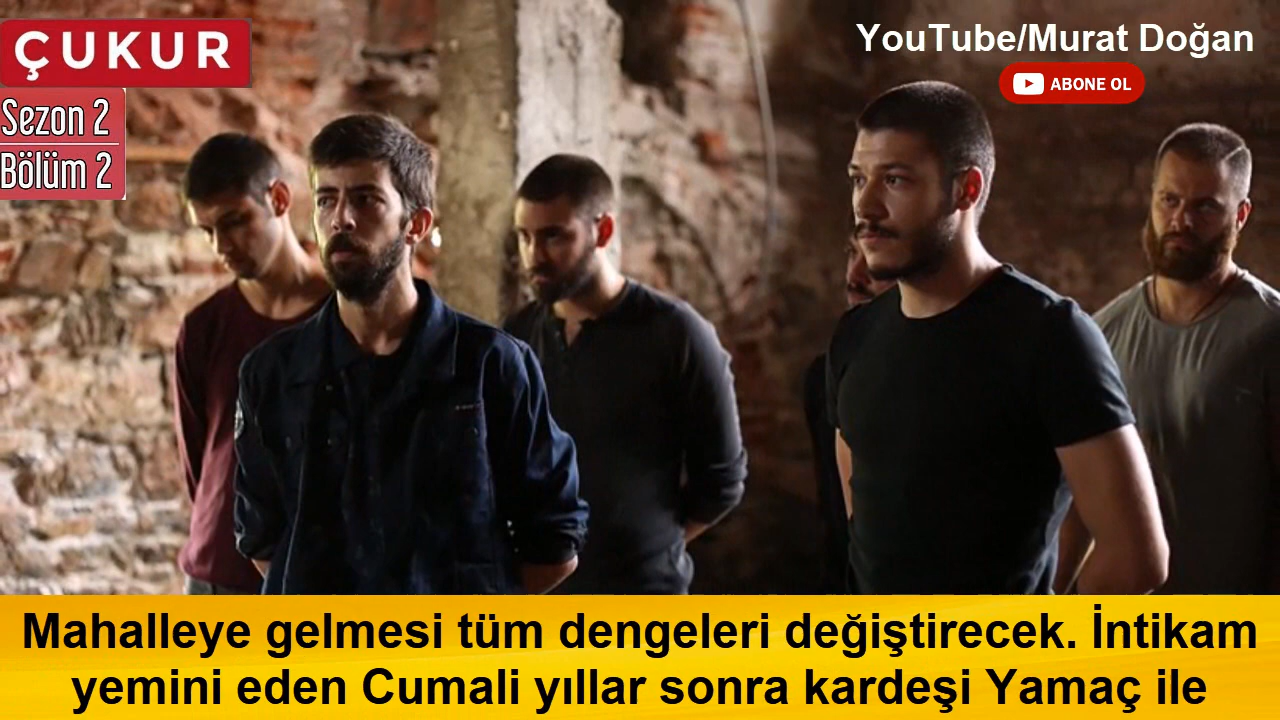 ÇUKUR
Sezon 2
Bölüm 2
YouTube/Murat Doğan
ABONE OL
Mahalleye gelmesi tüm dengeleri değiştirecek. İntikam
yemini eden Cumali yıllar sonra kardeşi Yamaç ile